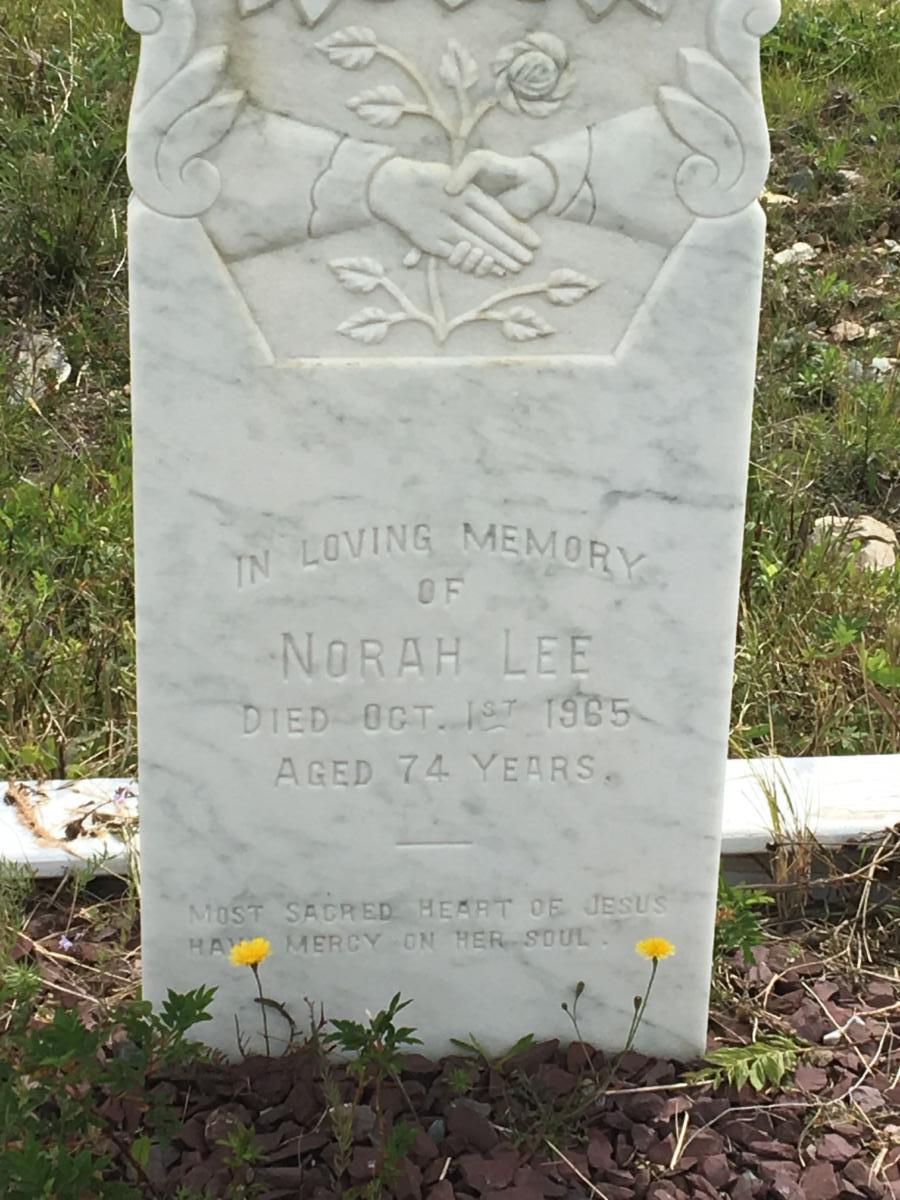 IN LOVING MEMORY
OF
NORAH LEE
DIED OCT. 1ST 1965
AGED 74 YEARS.
MOST SACRED HEART OF JESUS
HAVE MERCY ON HER SOUL.